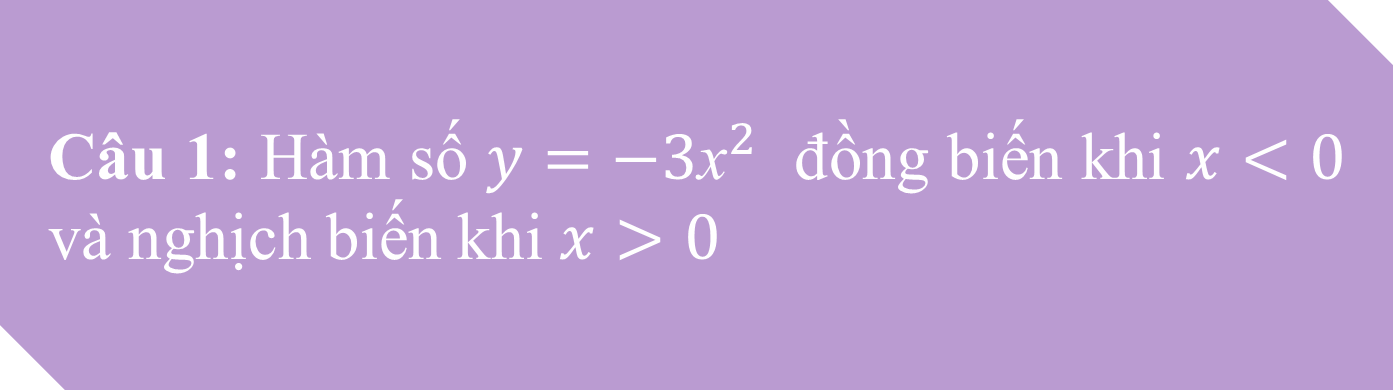 Câu 1: Hàm số y = −3x² đồng biến khi x < 0
và nghịch biến khi x > 0